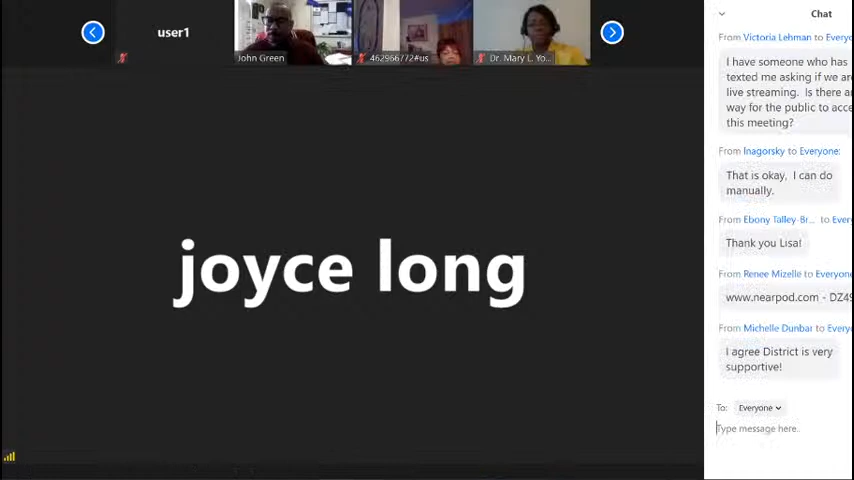 user1
John Green
462966772#us
Dr. Mary L. Yo...
joyce long
Chat
From Victoria Lehman to Everyo
I have someone who has
texted me asking if we are
live streaming. Is there a
way for the public to acce
this meeting?
From lnagorsky to Everyone:
That is okay, I can do
manually.
From Ebony Talley-Br... to Every
Thank you Lisa!
From Renee Mizelle to Everyone
www.nearpod.com - DZ49
From Michelle Dunbar to Every
I agree District is very
supportive!
To: Everyone
Type message here..